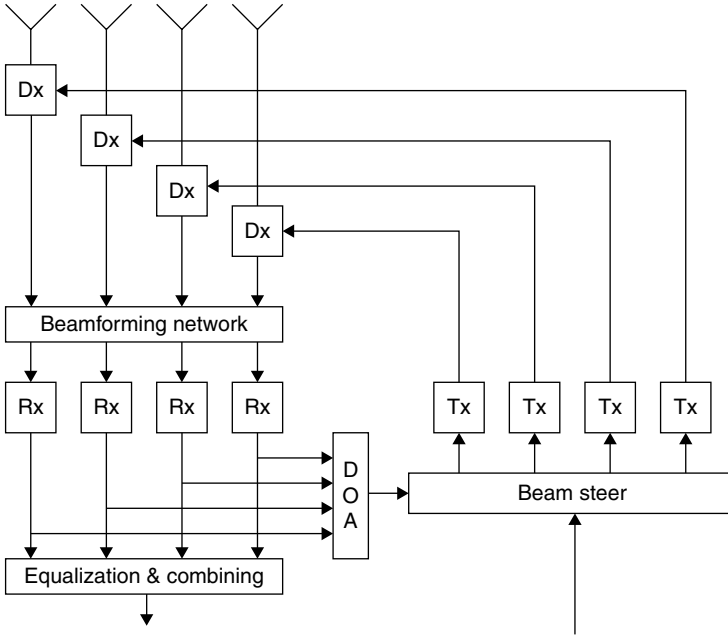 Dx
Dx
Dx
Dx
Beamforming network
Rx
Rx
Rx
Rx
Tx
Tx
Tx
Tx
D
O
A
Beam steer
Equalization & combining